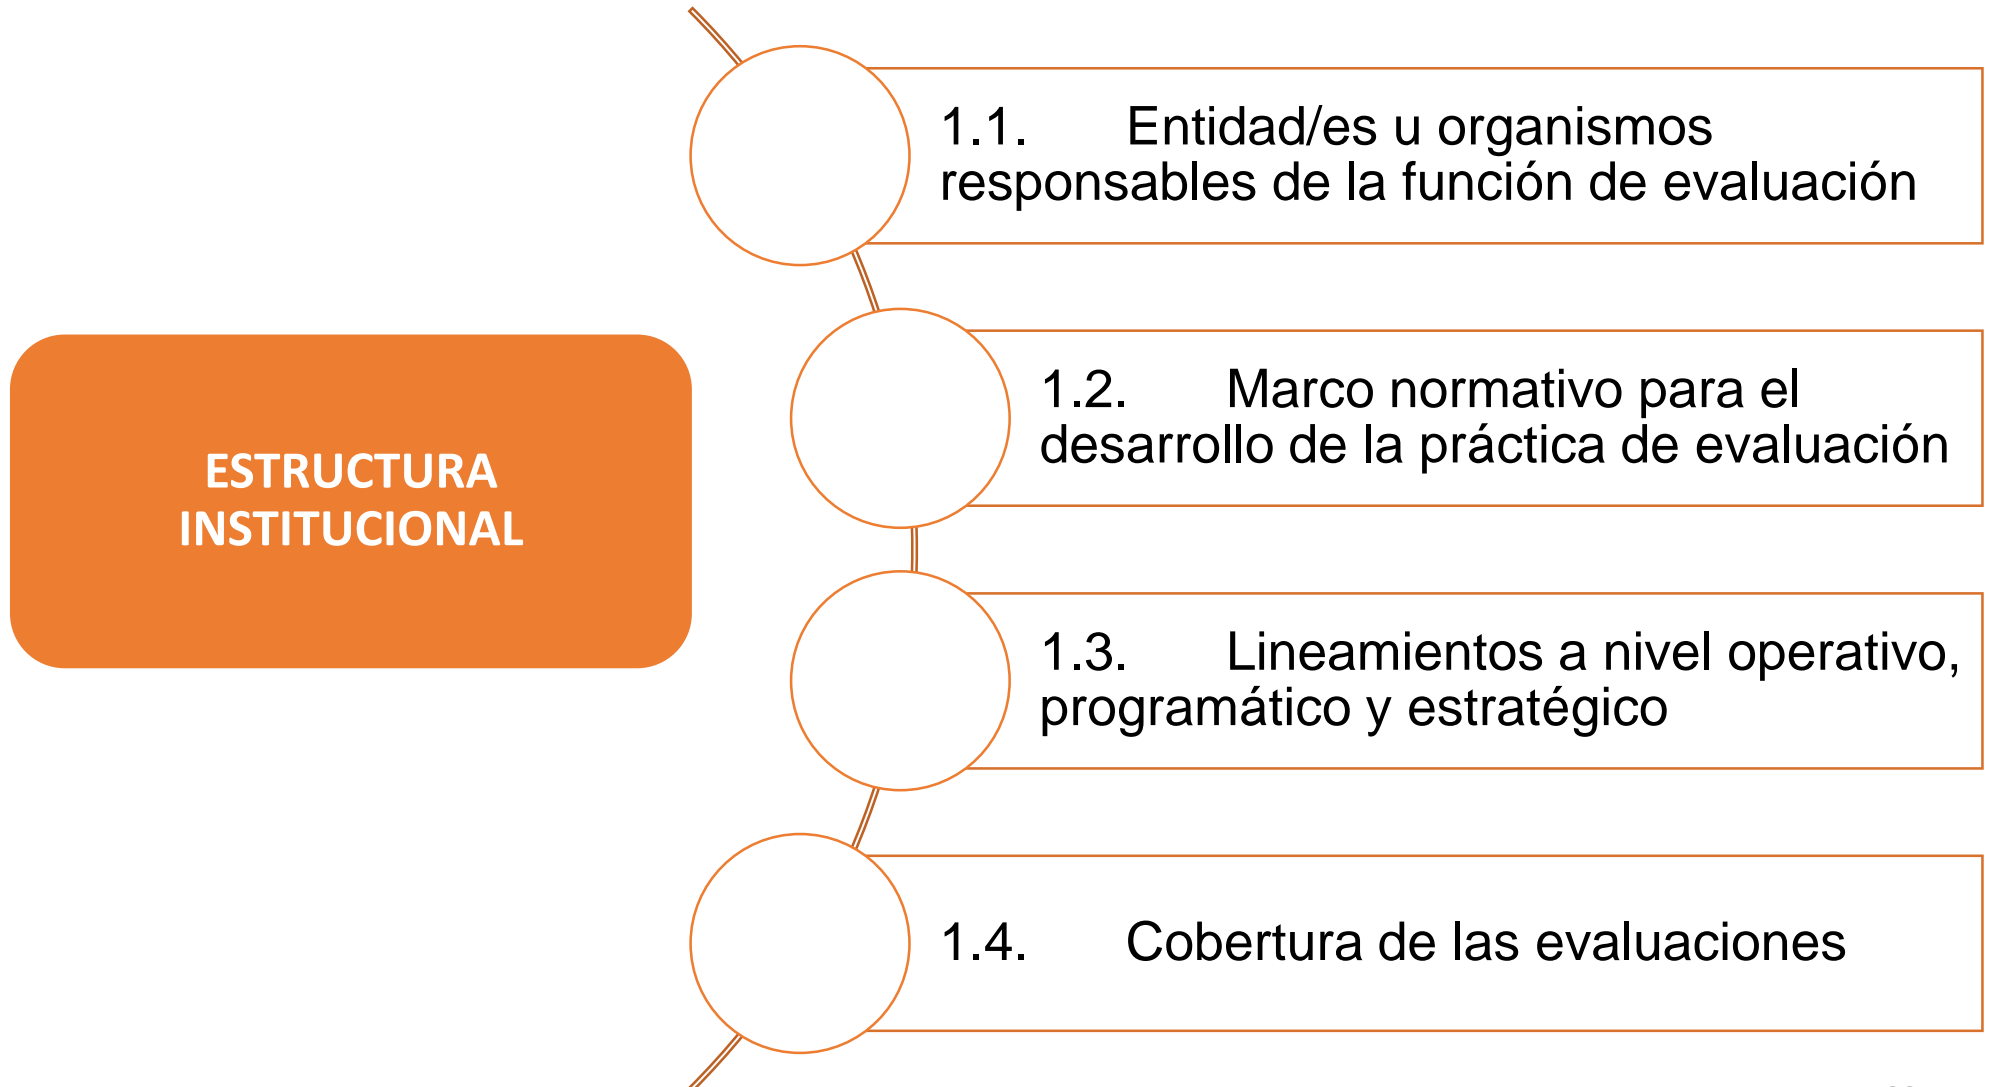 ESTRUCTURA
INSTITUCIONAL
1.1. Entidad/es u organismos
responsables de la función de evaluación
1.2. Marco normativo para el
desarrollo de la práctica de evaluación
1.3. Lineamientos a nivel operativo,
programático y estratégico
1.4. Cobertura de las evaluaciones